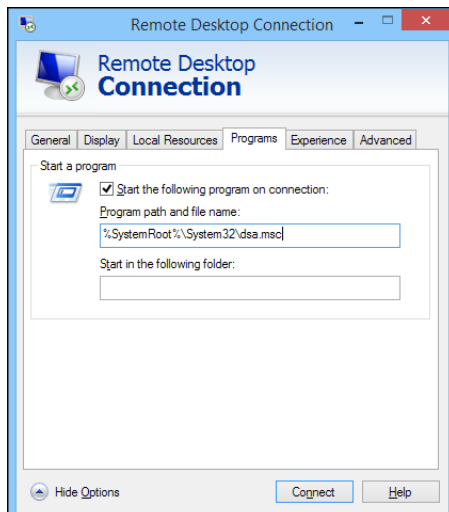 Remote Desktop Connection
Remote Desktop
Connection
General Display Local Resources Programs Experience Advanced
Start a program
Start the following program on connection:
Program path and file name:
%SystemRoot%\System32\dsa.msc
Start in the following folder:
Hide Options Connect Help